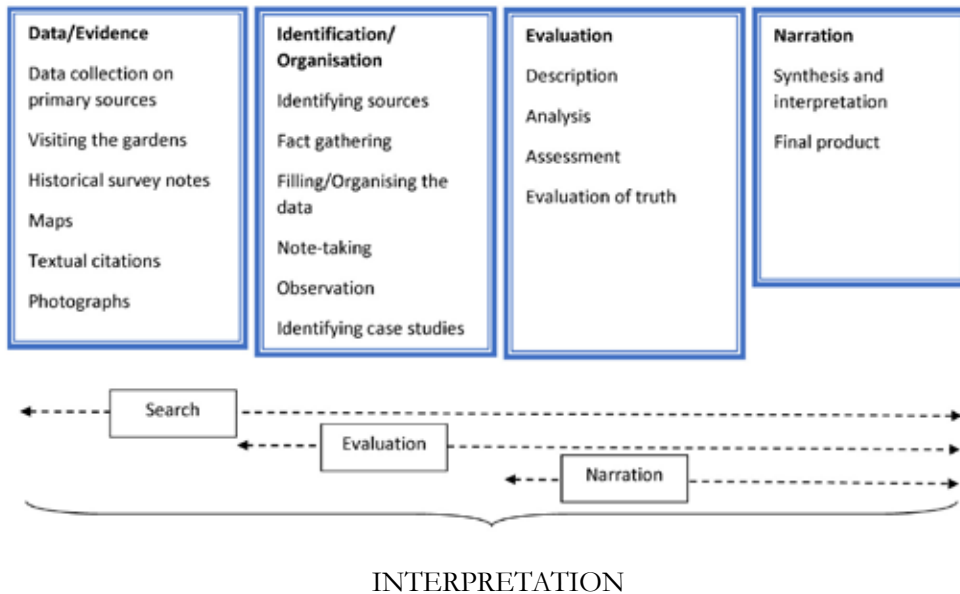 Data/Evidence
Data collection on
primary sources
Visiting the gardens
Historical survey notes
Maps
Textual citations
Photographs
Identification/
Organisation
Identifying sources
Fact gathering
Filling/Organising the
data
Note-taking
Observation
Identifying case studies
Evaluation
Description
Analysis
Assessment
Evaluation of truth
Narration
Synthesis and
interpretation
Final product
Search
Evaluation
Narration
INTERPRETATION